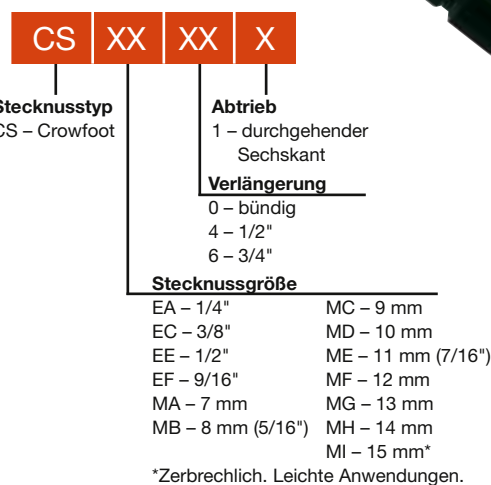 CS XX XX X
Stecknusstyp
CS – Crowfoot
Abtrieb
1 – durchgehender
Sechskant
Verlängerung
0 – bündig
4 – 1/2"
6 – 3/4"
Stecknussgröße
EA – 1/4"
EC – 3/8"
EE – 1/2"
EF – 9/16"
MA – 7 mm
MB – 8 mm (5/16")
MC – 9 mm
MD – 10 mm
ME – 11 mm (7/16")
MF – 12 mm
MG – 13 mm
MH – 14 mm
MI – 15 mm*
*Zerbrechlich. Leichte Anwendungen.